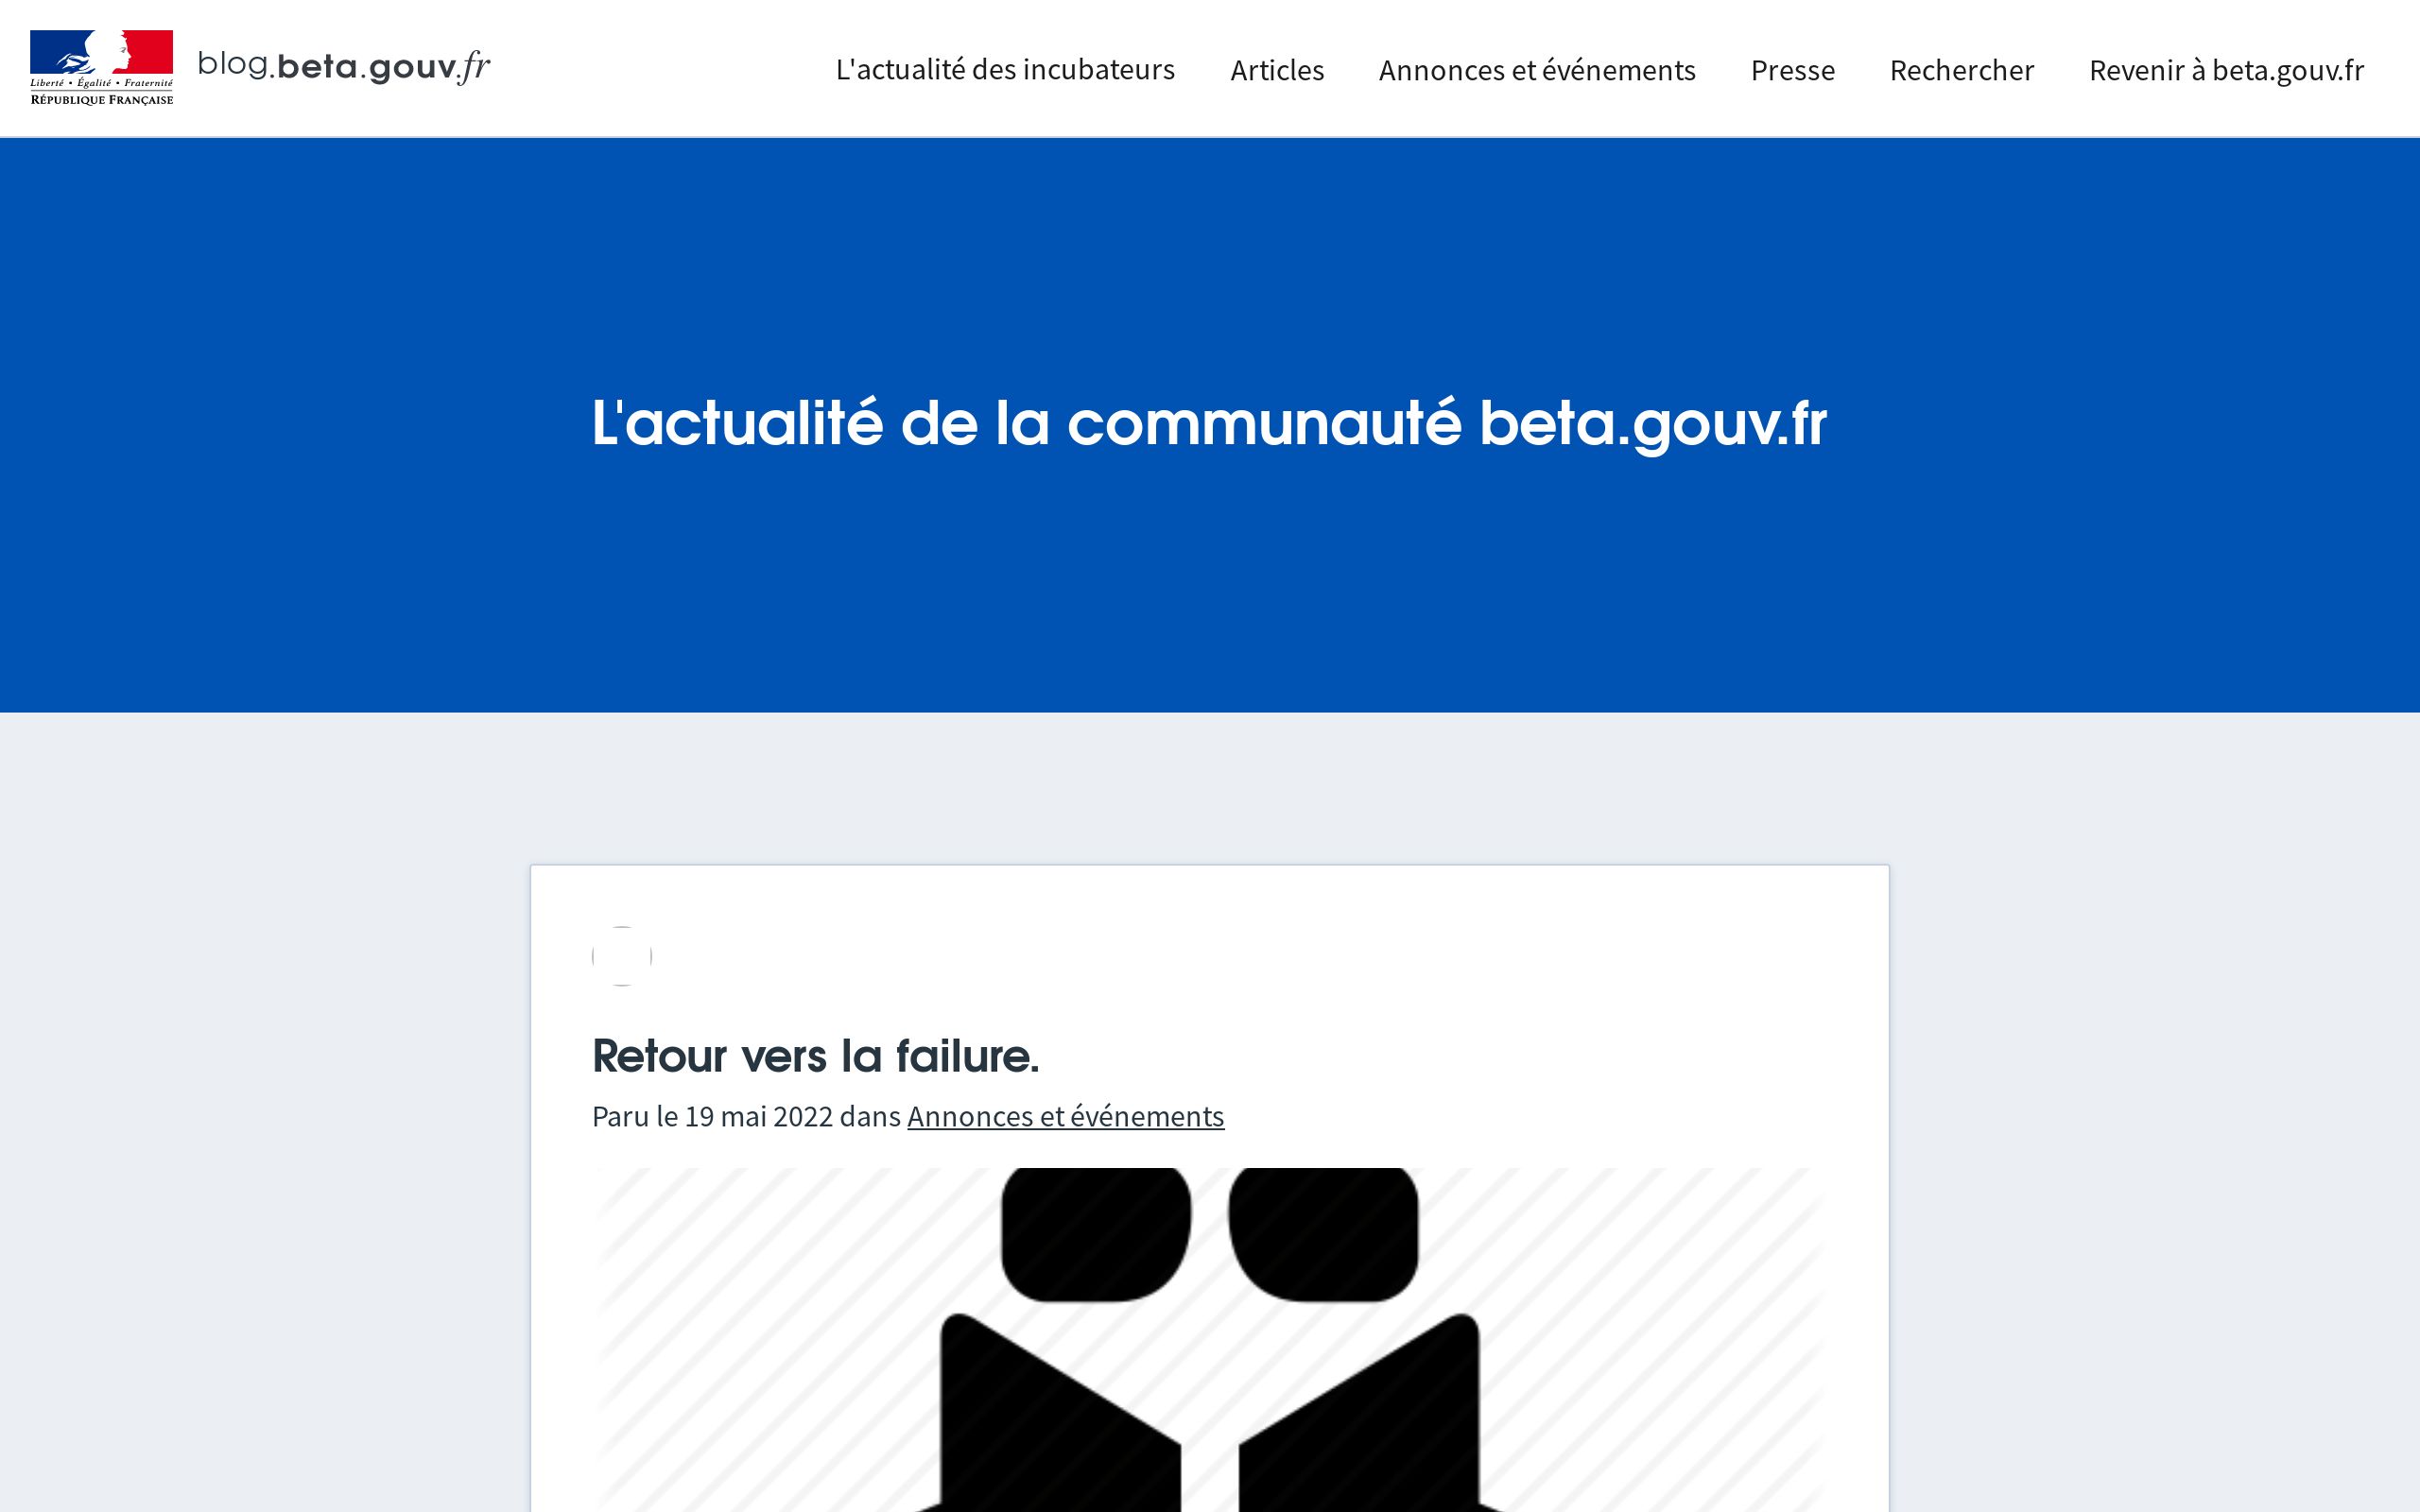 Liberté • Égalité • Fraternité
RÉPUBLIQUE FRANÇAISE
blog.beta.gouv.fr
L'actualité des incubateurs
Articles
Annonces et événements
Presse
Rechercher
Revenir à beta.gouv.fr
L'actualité de la communauté beta.gouv.fr
Retour vers la failure.
Paru le 19 mai 2022 dans Annonces et événements